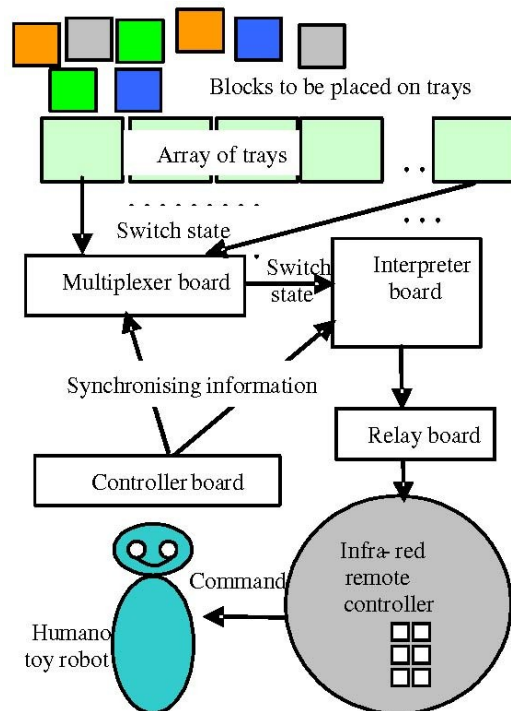 Blocks to be placed on trays
Array of trays
Switch state
Multiplexer board
Switch
state
Interpreter
board
Synchronising information
Relay board
Controller board
Infra- red
remote
controller
Command
Humano
toy robot